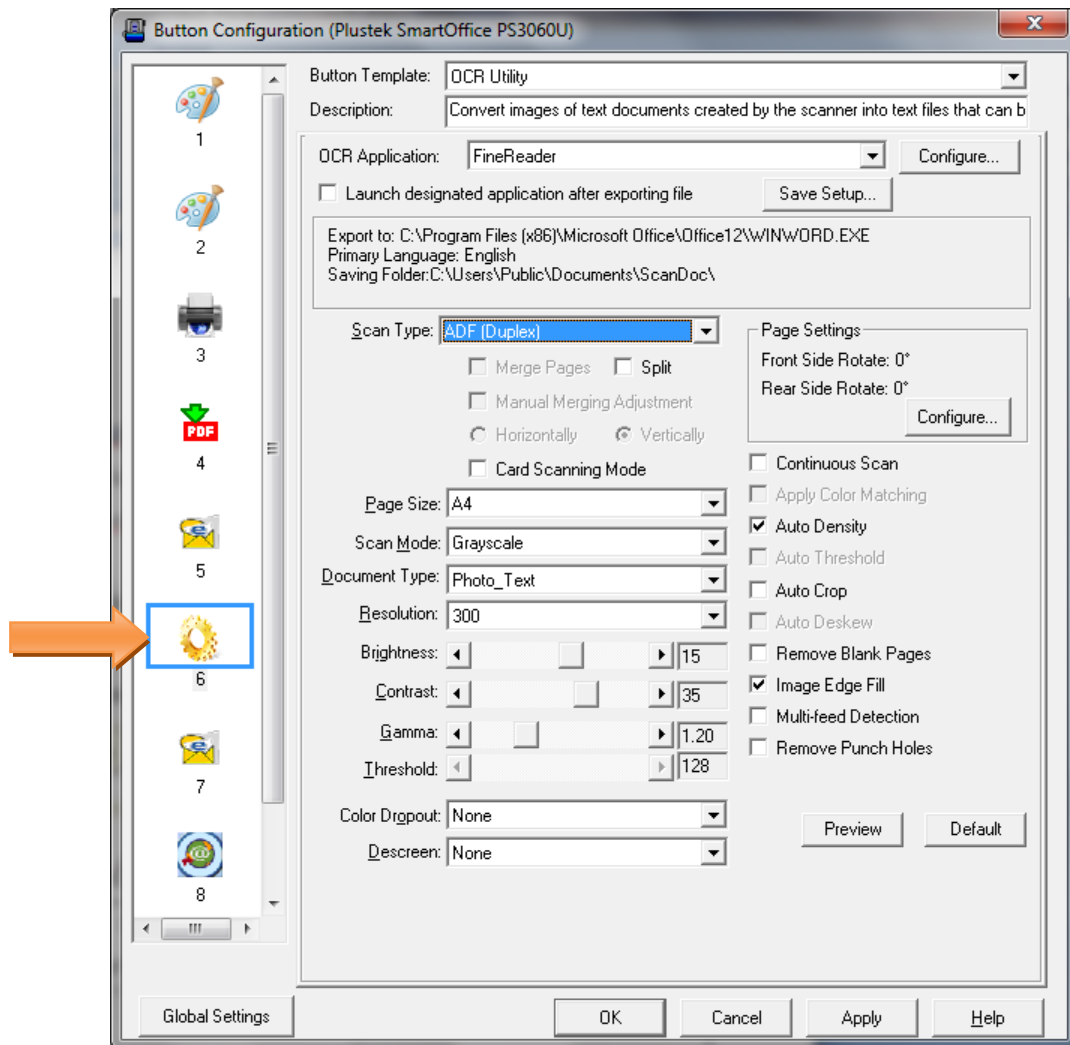 Button Configuration (Plustek SmartOffice PS3060U)
1
2
3
PDF
4
5
6
7
8
Button Template: OCR Utility
Description: Convert images of text documents created by the scanner into text files that can b
OCR Application: FineReader Configure...
Launch designated application after exporting file Save Setup...
Export to: C:\Program Files (x86)\Microsoft Office\Office12\WINWORD.EXE
Primary Language: English
Saving Folder:C:\Users\Public\Documents\ScanDoc\
Scan Type: ADF (Duplex)
Merge Pages Split
Manual Merging Adjustment
Horizontally Vertically
Card Scanning Mode
Page Size: A4
Scan Mode: Grayscale
Document Type: Photo_Text
Resolution: 300
Brightness: 15
Contrast: 35
Gamma: 1.20
Threshold: 128
Color Dropout: None
Descreen: None
Page Settings
Front Side Rotate: 0°
Rear Side Rotate: 0°
Configure...
Continuous Scan
Apply Color Matching
Auto Density
Auto Threshold
Auto Crop
Auto Deskew
Remove Blank Pages
Image Edge Fill
Multi-feed Detection
Remove Punch Holes
Preview Default
Global Settings OK Cancel Apply Help